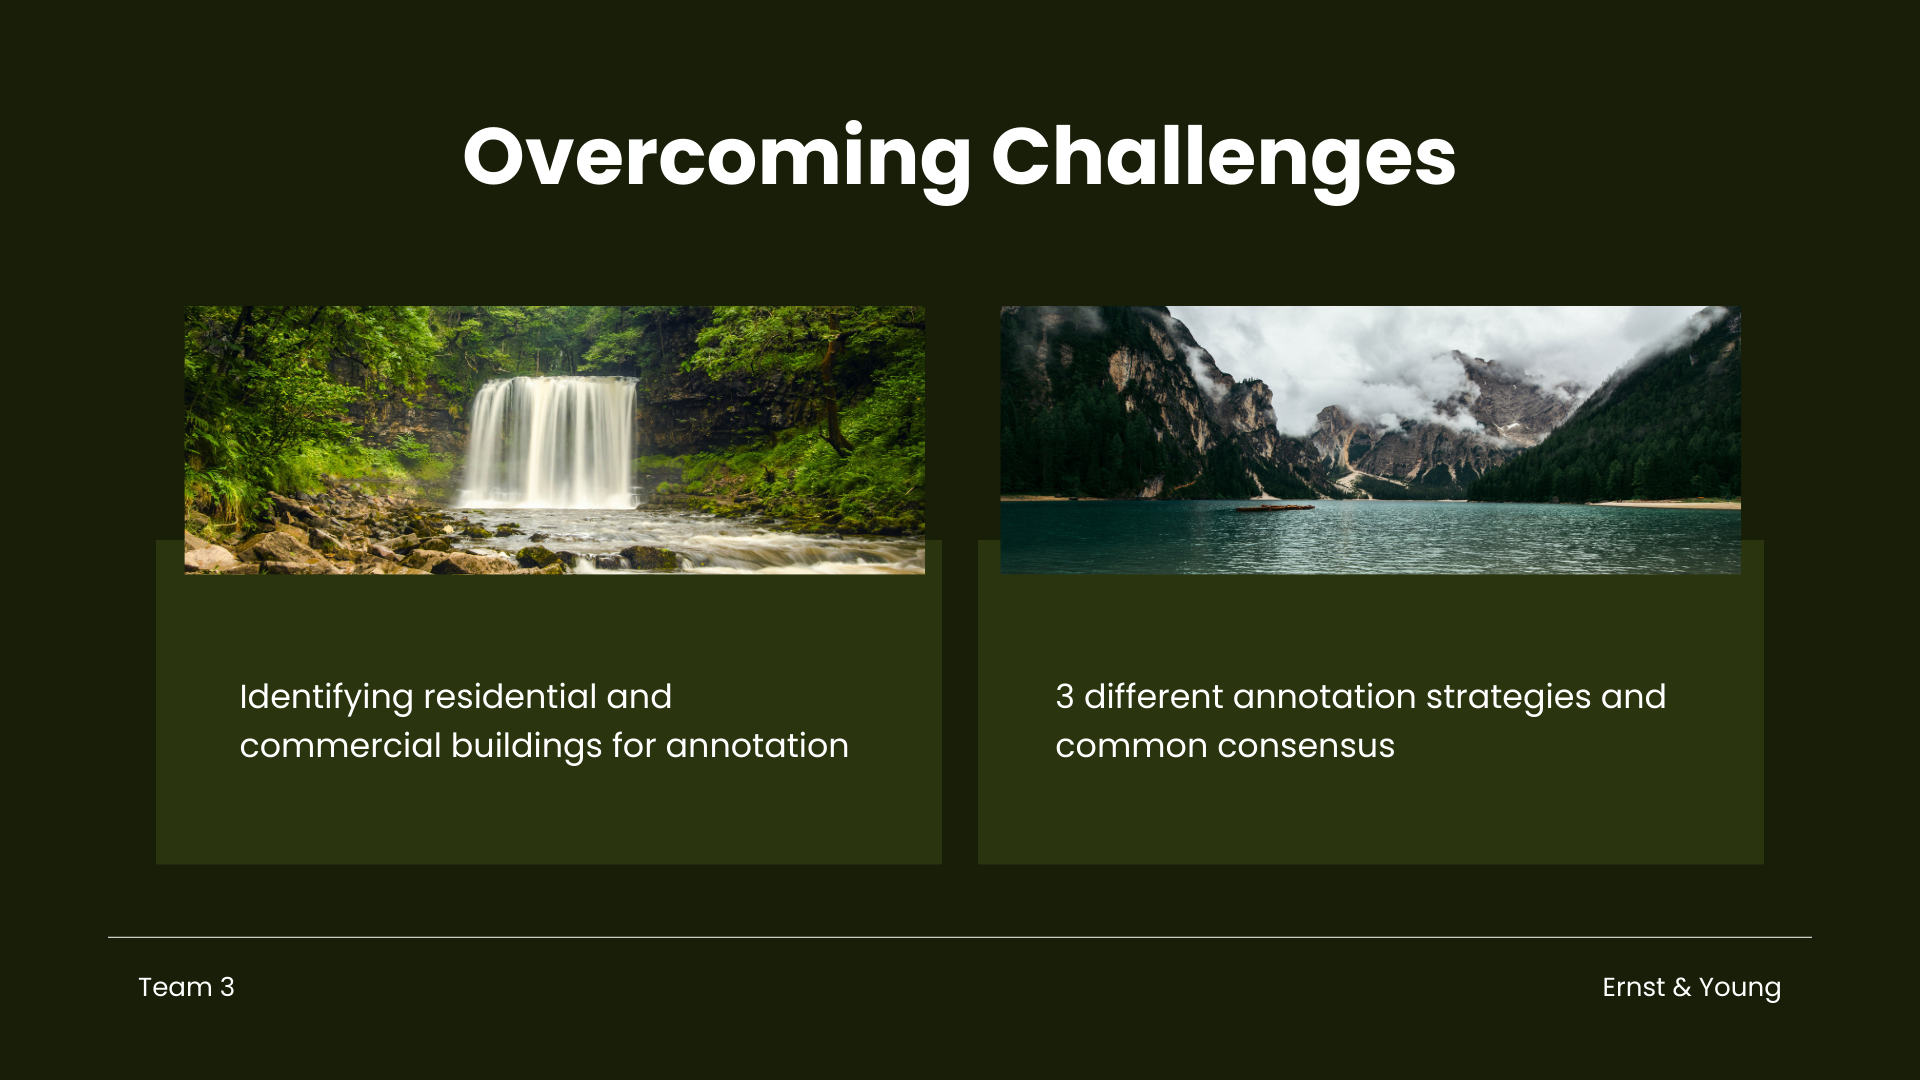 Overcoming Challenges
Identifying residential and
commercial buildings for annotation
3 different annotation strategies and
common consensus
Team 3
Ernst & Young